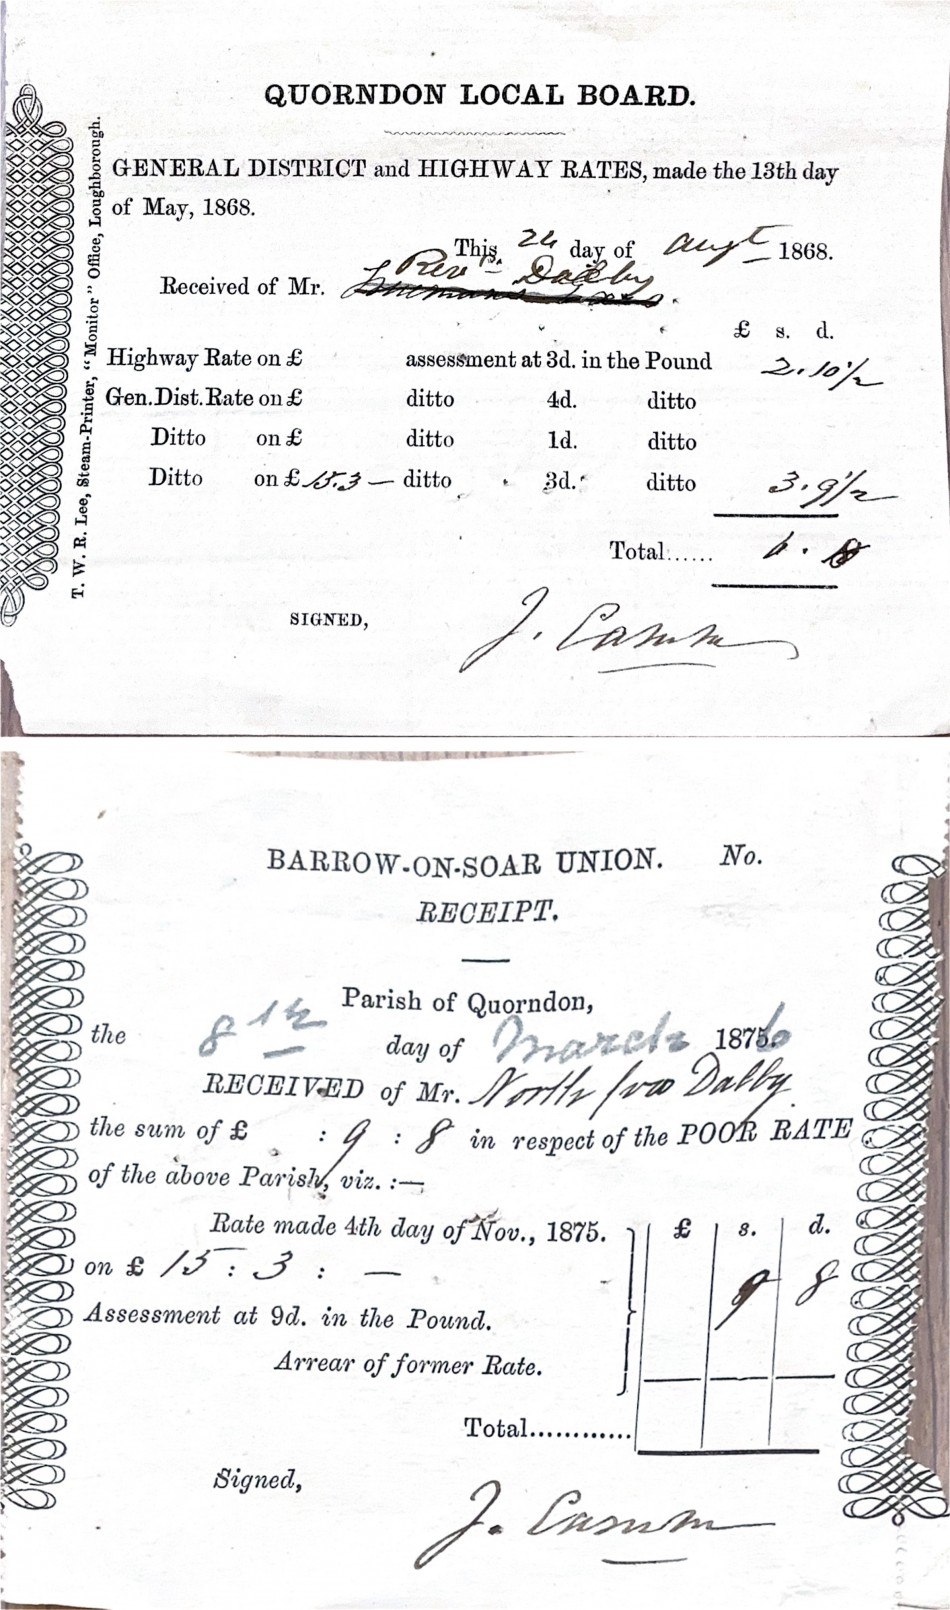 QUORNDON LOCAL BOARD.
GENERAL DISTRICT and HIGHWAY RATES, made the 13th day
of May, 1868.
This 24 day of Augt 1868.
Revd Dalby
Received of Mr.
£ s. d.
Highway Rate on £ assessment at 3d. in the Pound 2.10½
Gen.Dist.Rate on £ ditto 4d. ditto
Ditto on £ ditto 1d. ditto
Ditto on £ 15.3 — ditto 3d. ditto 3.9½
Total...... 6. 8
SIGNED, J. Camm
T. W. R. Lee, Steam-Printer, "Monitor" Office, Loughborough.
BARROW-ON-SOAR UNION. No.
RECEIPT.
Parish of Quorndon,
the 8th day of March 1876
RECEIVED of Mr. North for Dalby
the sum of £ : 9 : 8 in respect of the POOR RATE
of the above Parish, viz. :—
Rate made 4th day of Nov., 1875. £ s. d.
on £ 15 : 3 : — 9 8
Assessment at 9d. in the Pound.
Arrear of former Rate.
Total............
Signed,
J. Camm